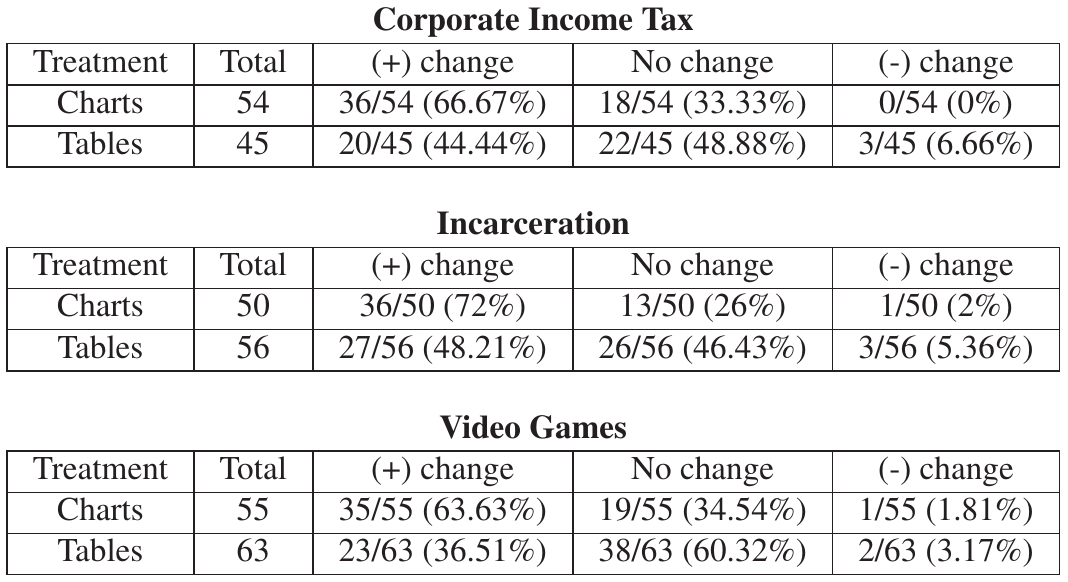 Corporate Income Tax
Treatment Total (+) change No change (-) change
Charts 54 36/54 (66.67%) 18/54 (33.33%) 0/54 (0%)
Tables 45 20/45 (44.44%) 22/45 (48.88%) 3/45 (6.66%)
Incarceration
Treatment Total (+) change No change (-) change
Charts 50 36/50 (72%) 13/50 (26%) 1/50 (2%)
Tables 56 27/56 (48.21%) 26/56 (46.43%) 3/56 (5.36%)
Video Games
Treatment Total (+) change No change (-) change
Charts 55 35/55 (63.63%) 19/55 (34.54%) 1/55 (1.81%)
Tables 63 23/63 (36.51%) 38/63 (60.32%) 2/63 (3.17%)